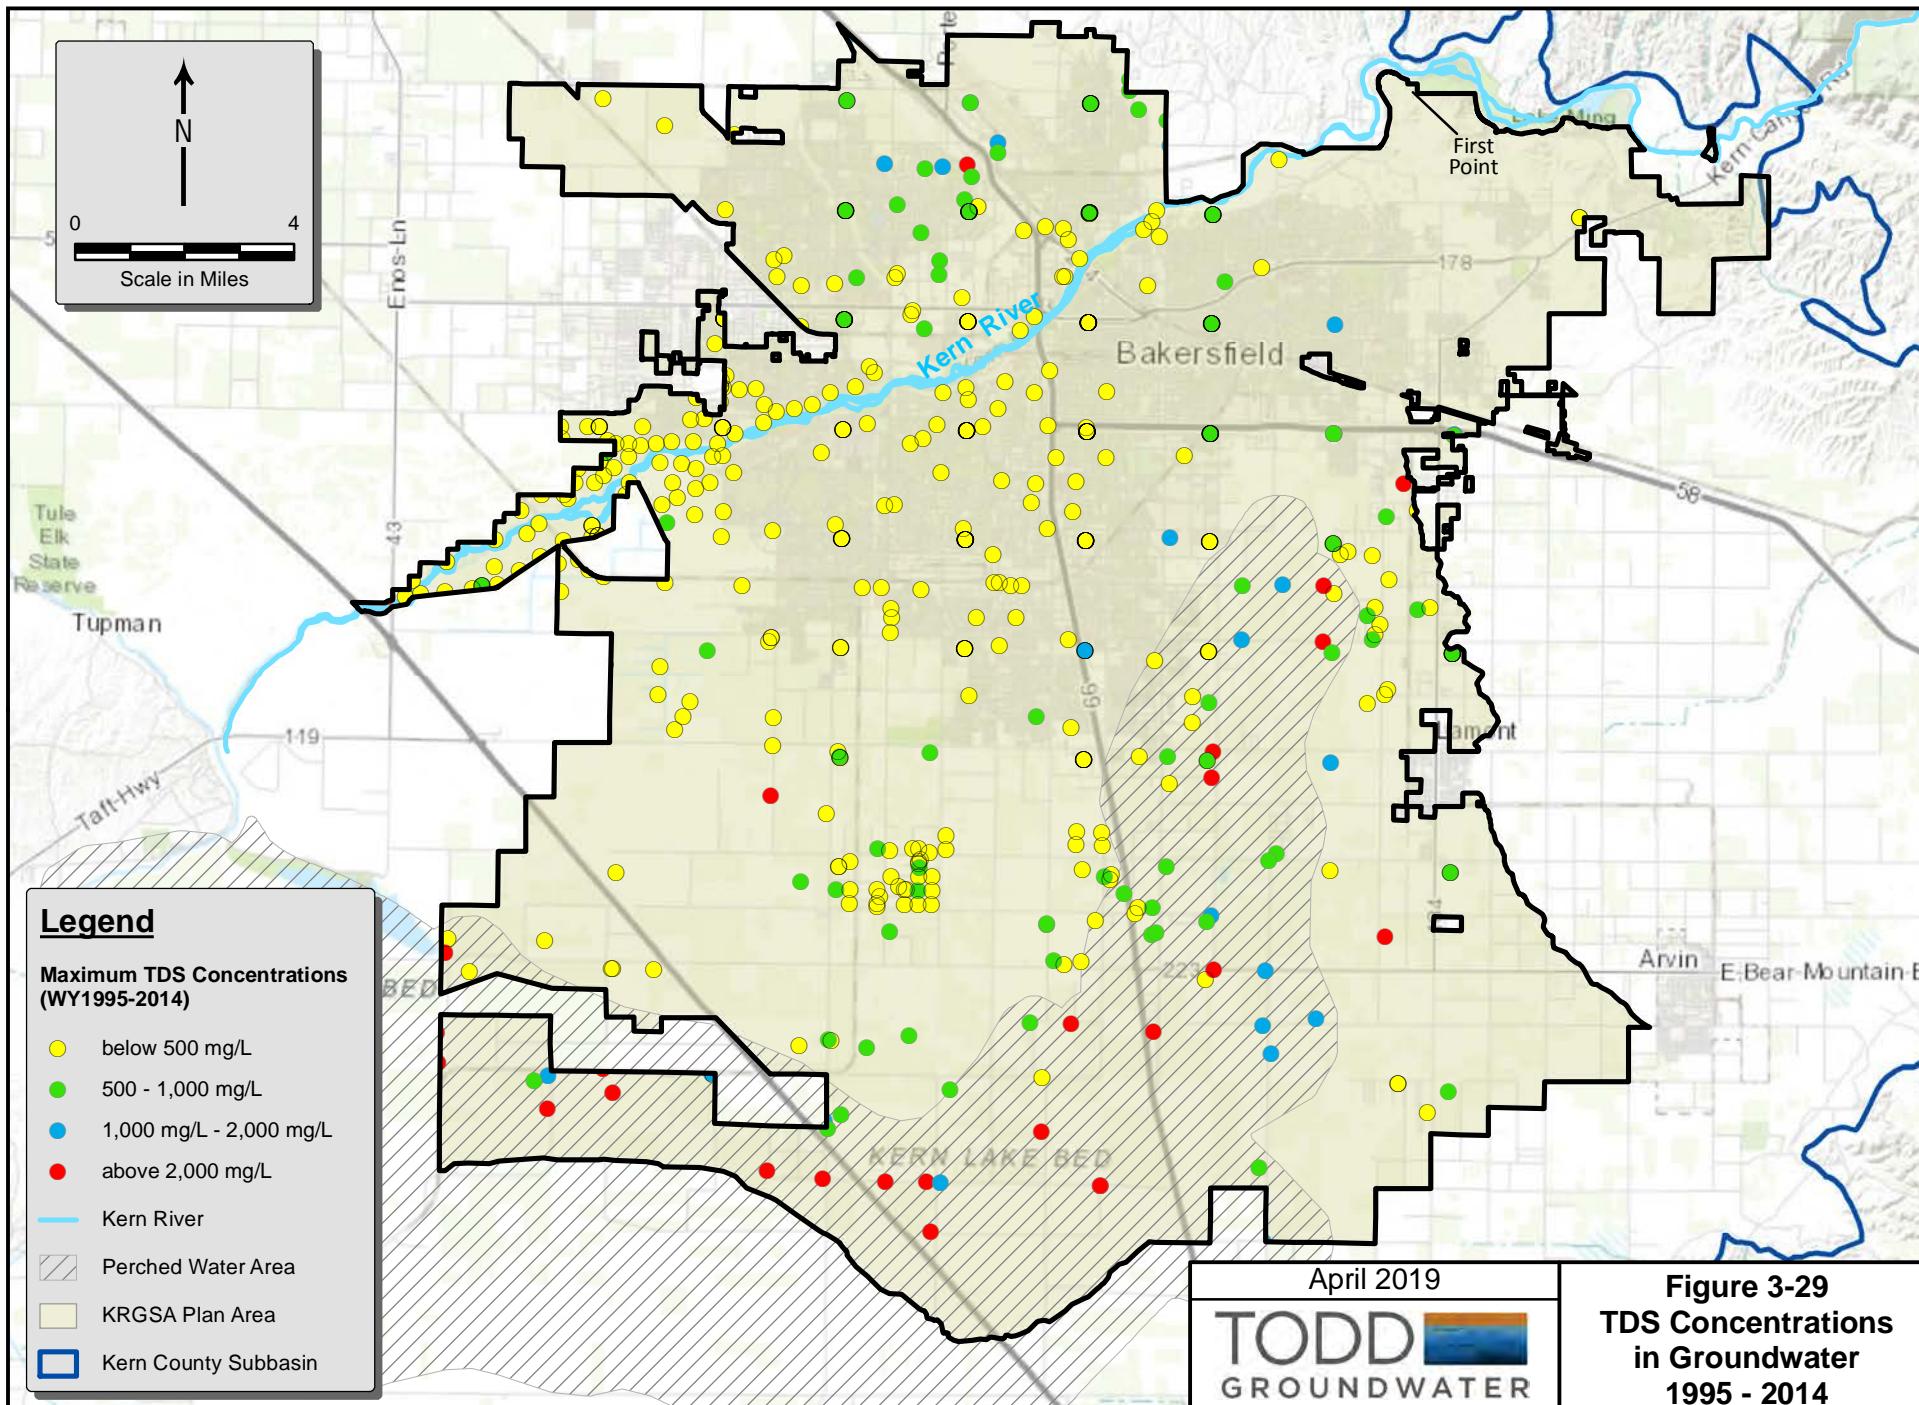 N
0 4
Scale in Miles
Enos-Ln
43
First
Point
178
Kern River
Bakersfield
58
Tule
Elk
State
Reserve
Tupman
99
119
Lamont
Taft-Hwy
223
Arvin
E-Bear-Mountain-B
BED
KERN LAKE BED
Legend
Maximum TDS Concentrations
(WY1995-2014)
below 500 mg/L
500 - 1,000 mg/L
1,000 mg/L - 2,000 mg/L
above 2,000 mg/L
Kern River
Perched Water Area
KRGSA Plan Area
Kern County Subbasin
April 2019
TODD
GROUNDWATER
Figure 3-29
TDS Concentrations
in Groundwater
1995 - 2014